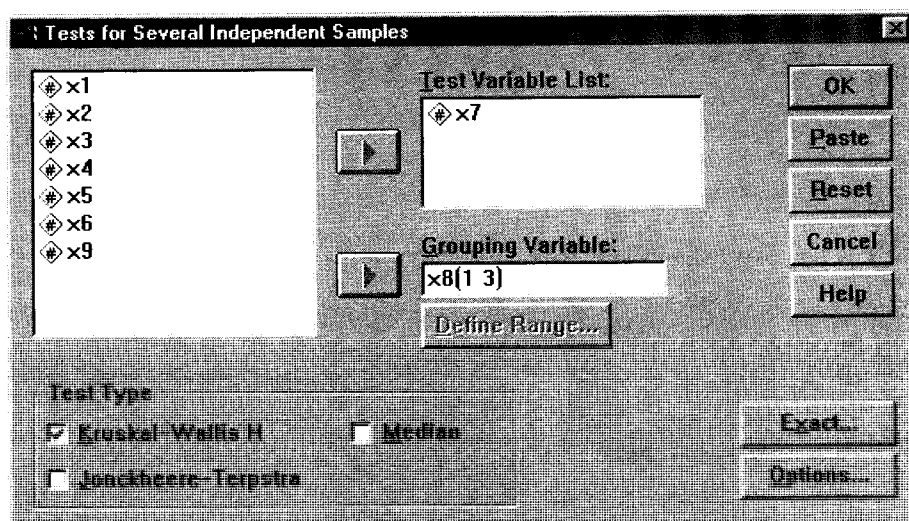 Tests for Several Independent Samples
x1
x2
x3
x4
x5
x6
x9
Test Variable List:
x7
Grouping Variable:
x8(1 3)
Define Range...
OK
Paste
Reset
Cancel
Help
Test Type
Kruskal-Wallis H
Median
Jonckheere-Terpstra
Exact...
Options...